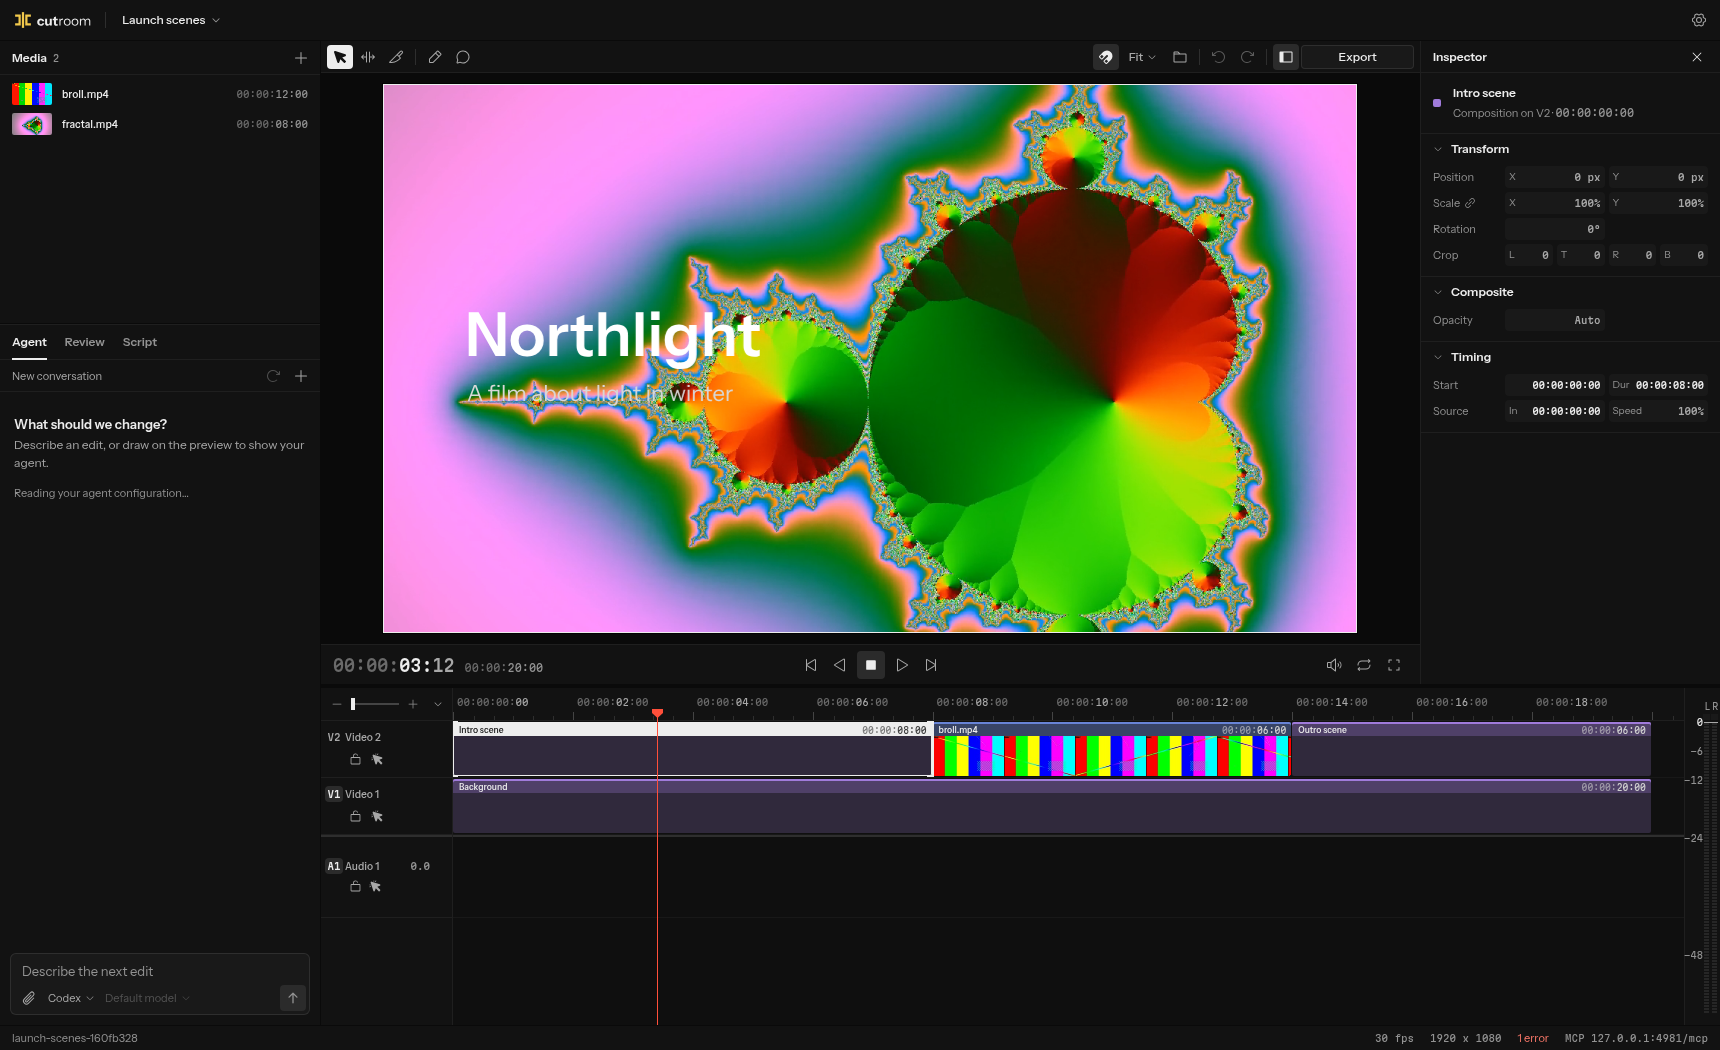 cutroom
Launch scenes
Media 2
Fit
Export
Inspector
broll.mp4 00:00:12:00
fractal.mp4 00:00:08:00
Intro scene
Composition on V2·00:00:00:00
Transform
Position X 0 px Y 0 px
Scale X 100% Y 100%
Rotation 0°
Crop L 0 T 0 R 0 B 0
Composite
Opacity Auto
Timing
Start 00:00:00:00 Dur 00:00:08:00
Source In 00:00:00:00 Speed 100%
Northlight
A film about light in winter
Agent Review Script
New conversation
What should we change?
Describe an edit, or draw on the preview to show your
agent.
Reading your agent configuration...
Describe the next edit
Codex Default model
00:00:03:12 00:00:20:00
00:00:00:00 00:00:02:00 00:00:04:00 00:00:06:00 00:00:08:00 00:00:10:00 00:00:12:00 00:00:14:00 00:00:16:00 00:00:18:00
L R
V2 Video 2
Intro scene 00:00:08:00
broll.mp4 00:00:06:00
Outro scene 00:00:06:00
V1 Video 1
Background 00:00:20:00
A1 Audio 1 0.0
0
-6
-12
-24
-48
launch-scenes-160fb328
30 fps 1920 x 1080 1 error MCP 127.0.0.1:4981/mcp